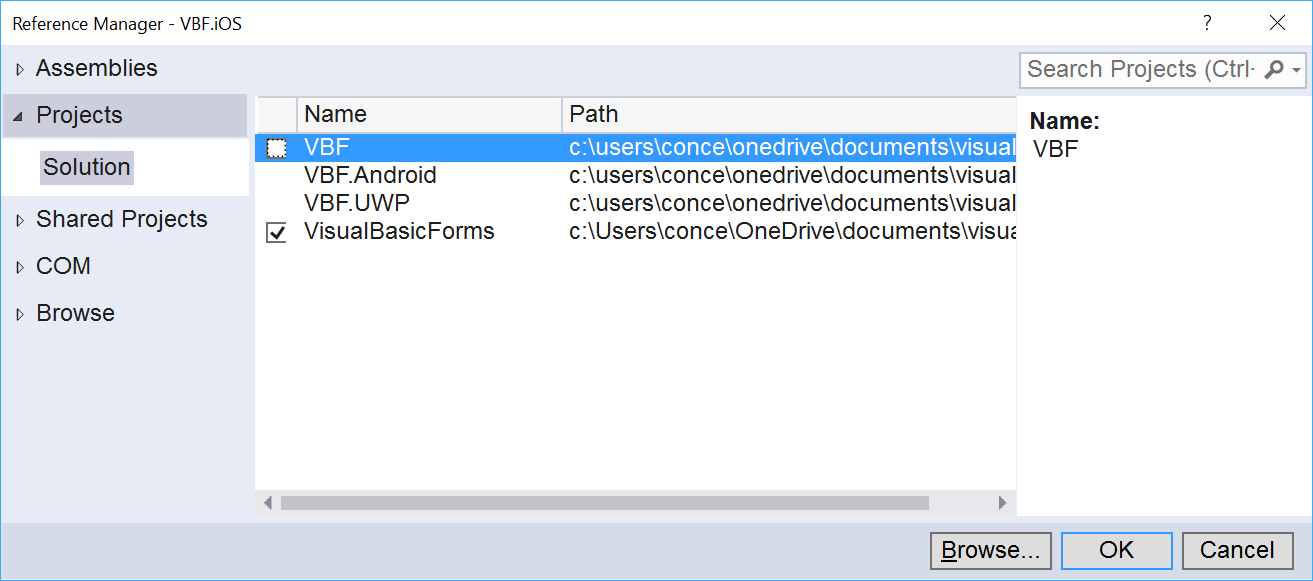 Reference Manager - VBF.iOS ?
Assemblies
Search Projects (Ctrl-
Projects
Solution
Shared Projects
COM
Browse
Name Path
VBF c:\users\conce\onedrive\documents\visual
VBF.Android c:\users\conce\onedrive\documents\visual
VBF.UWP c:\users\conce\onedrive\documents\visual
VisualBasicForms c:\Users\conce\OneDrive\documents\visua
Name:
VBF
Browse... OK Cancel